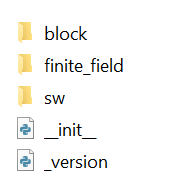 block
finite_field
sw
__init__
_version